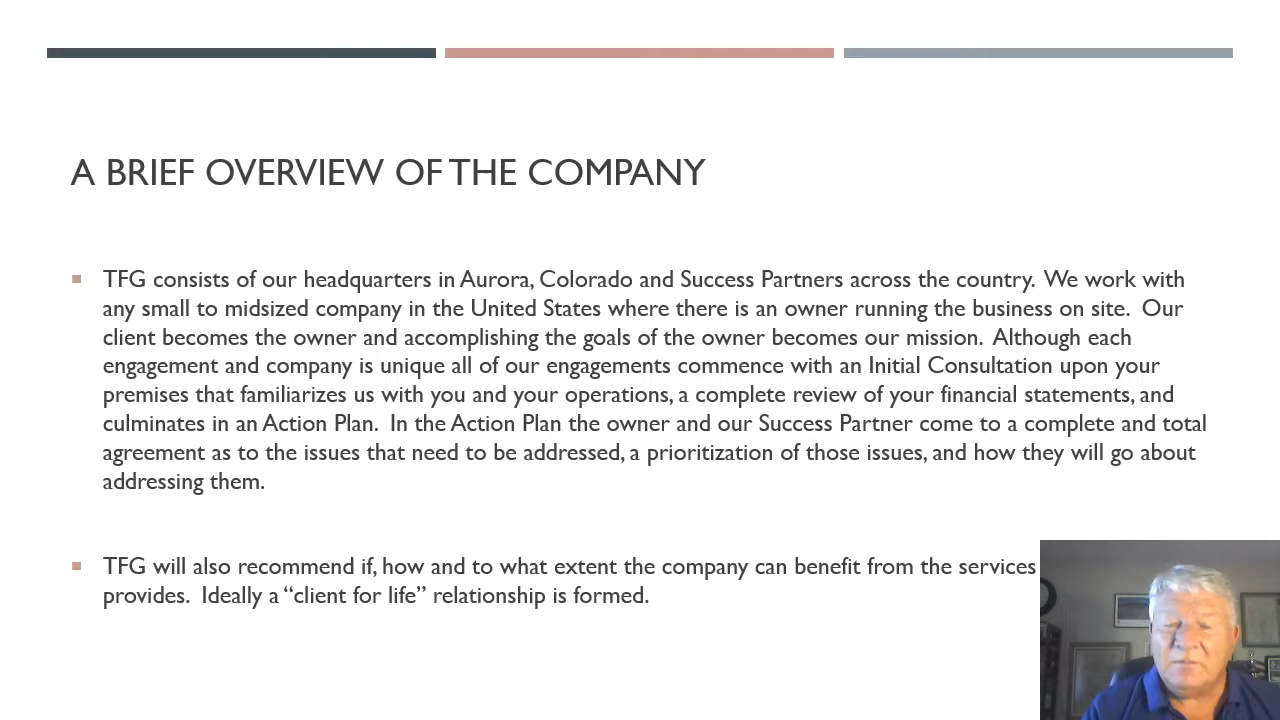 A BRIEF OVERVIEW OF THE COMPANY
TFG consists of our headquarters in Aurora, Colorado and Success Partners across the country. We work with
any small to midsized company in the United States where there is an owner running the business on site. Our
client becomes the owner and accomplishing the goals of the owner becomes our mission. Although each
engagement and company is unique all of our engagements commence with an Initial Consultation upon your
premises that familiarizes us with you and your operations, a complete review of your financial statements, and
culminates in an Action Plan. In the Action Plan the owner and our Success Partner come to a complete and total
agreement as to the issues that need to be addressed, a prioritization of those issues, and how they will go about
addressing them.
TFG will also recommend if, how and to what extent the company can benefit from the services
provides. Ideally a “client for life” relationship is formed.